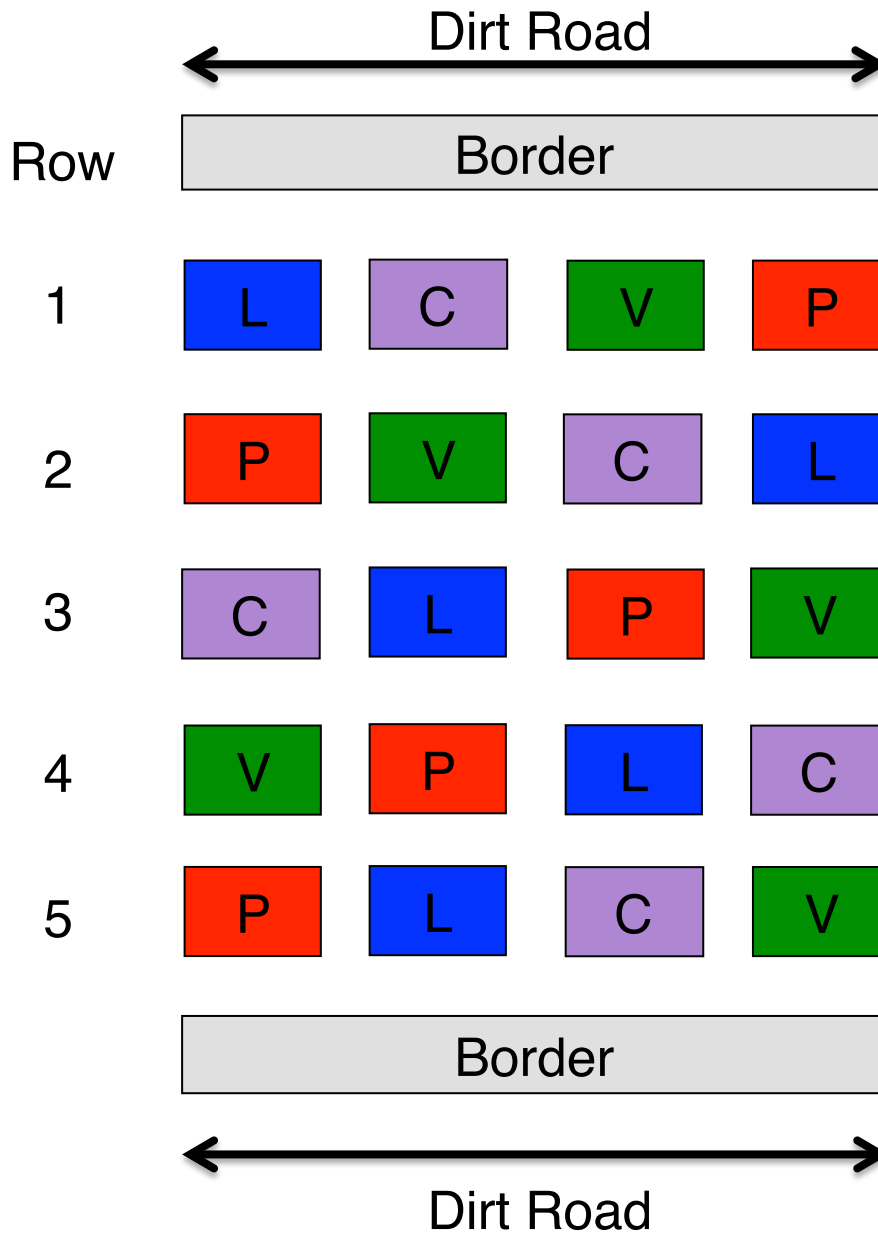 Dirt Road
Row
Border
1 L C V P
2 P V C L
3 C L P V
4 V P L C
5 P L C V
Border
Dirt Road